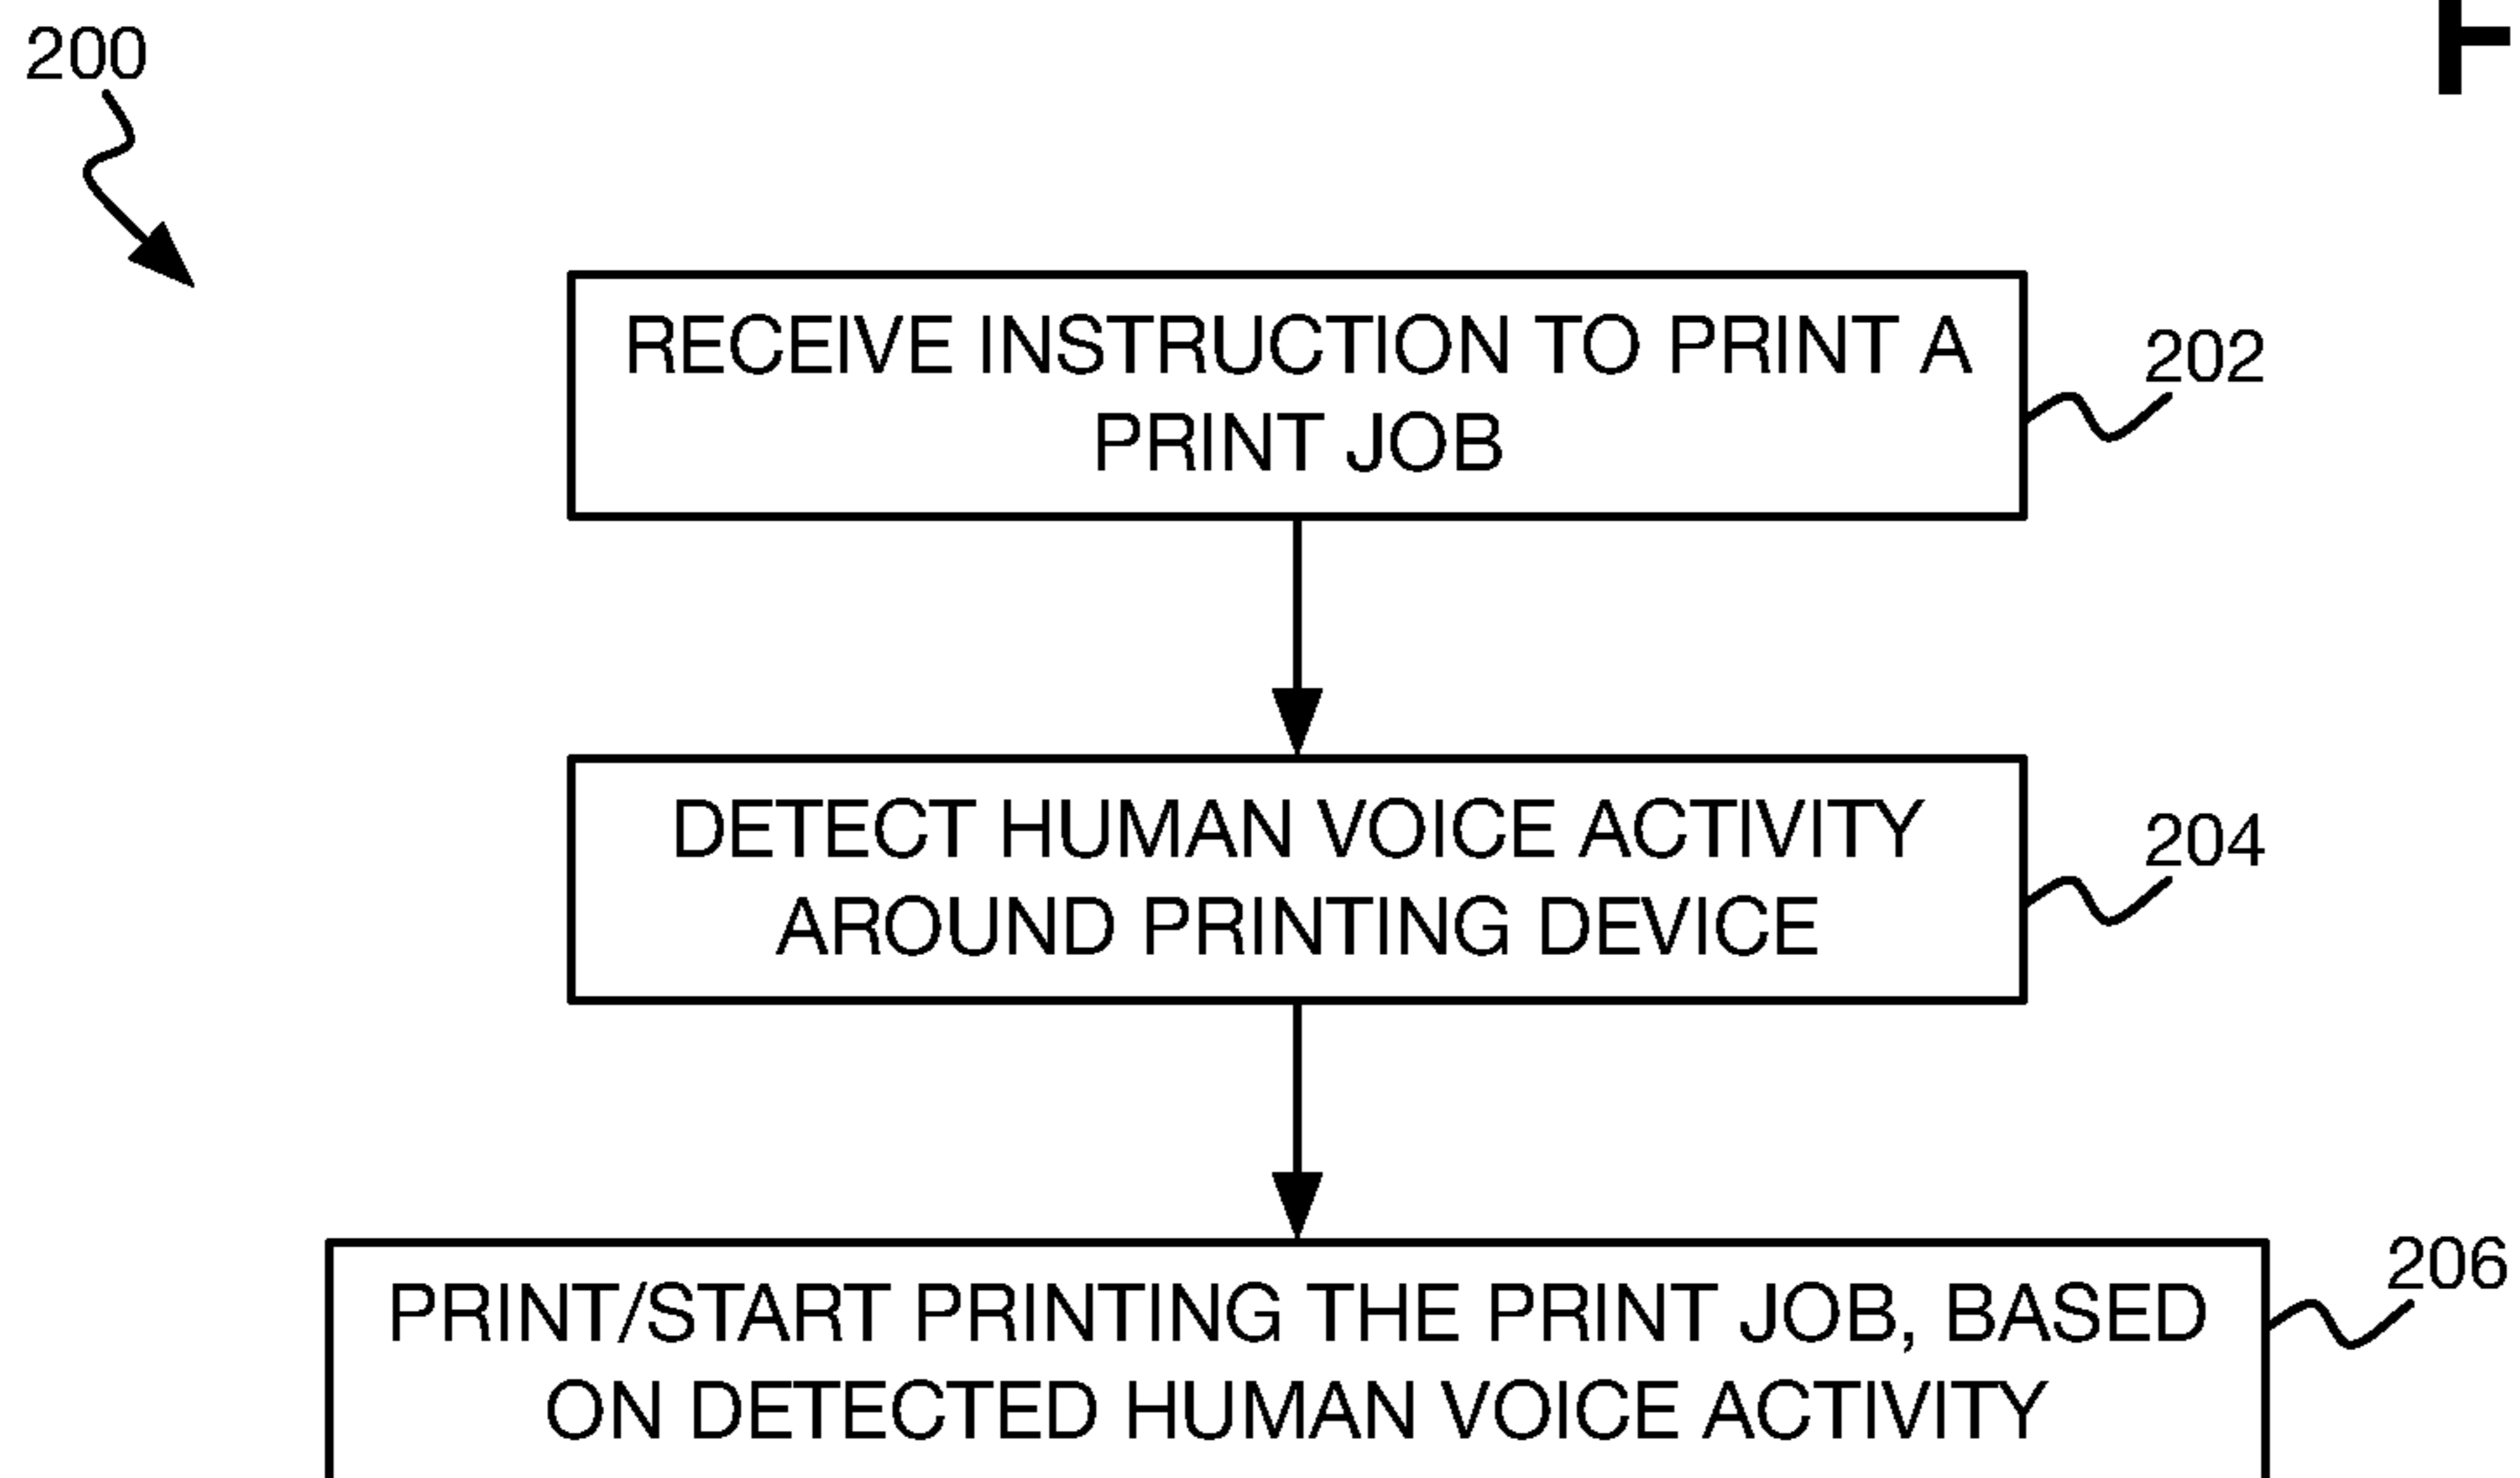 200
RECEIVE INSTRUCTION TO PRINT A
PRINT JOB
202
DETECT HUMAN VOICE ACTIVITY
AROUND PRINTING DEVICE
204
PRINT/START PRINTING THE PRINT JOB, BASED
ON DETECTED HUMAN VOICE ACTIVITY
206